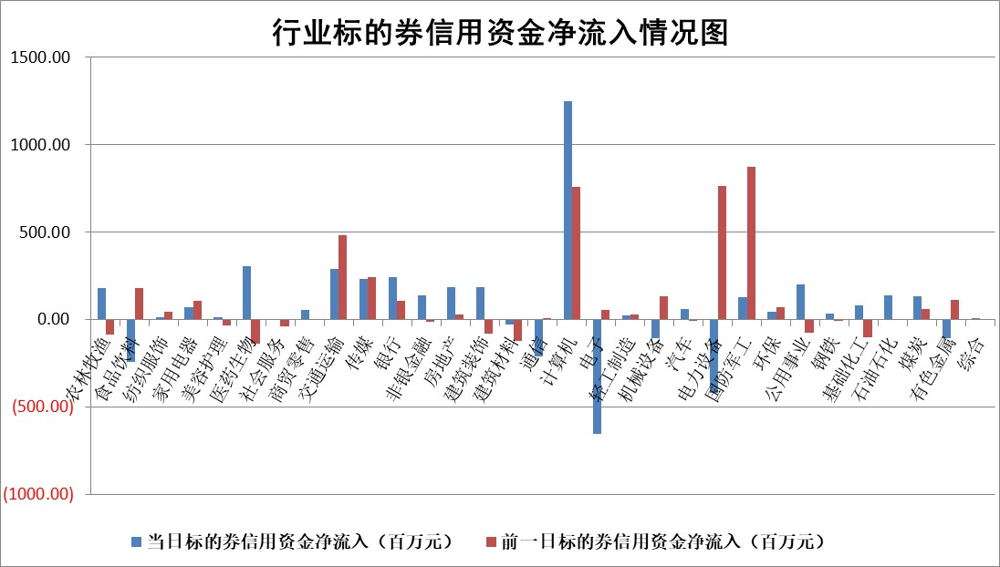 行业标的券信用资金净流入情况图
1500.00
1000.00
500.00
0.00
(500.00)
(1000.00)
农林牧渔
食品饮料
纺织服饰
家用电器
美容护理
医药生物
社会服务
商贸零售
交通运输
传媒
银行
非银金融
房地产
建筑装饰
建筑材料
通信
计算机
电子
轻工制造
机械设备
汽车
电力设备
国防军工
环保
公用事业
钢铁
基础化工
石油石化
煤炭
有色金属
综合
当日标的券信用资金净流入（百万元）
前一日标的券信用资金净流入（百万元）